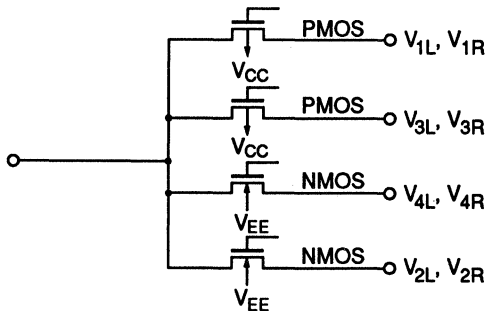 PMOS V1L, V1R
VCC
PMOS V3L, V3R
VCC
NMOS V4L, V4R
VEE
NMOS V2L, V2R
VEE